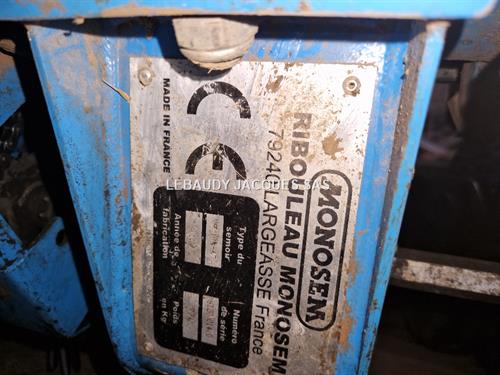 MONOSEM
RIBOULEAU MONOSEM
79240 LARGEASSE France
CE
MADE IN FRANCE
Type du semoir
Numéro de série
Année de fabrication
Poids en Kg
LEBAUDY JACQUES SAS